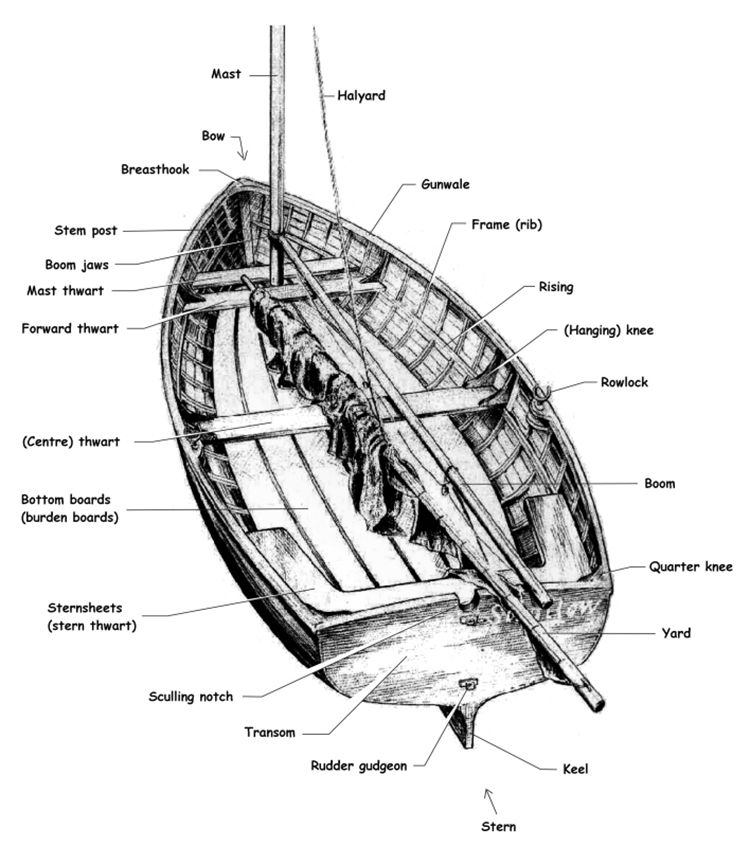 Mast
Halyard
Bow
Breasthook
Gunwale
Stem post
Frame (rib)
Boom jaws
Mast thwart
Rising
Forward thwart
(Hanging) knee
Rowlock
(Centre) thwart
Boom
Bottom boards
(burden boards)
Quarter knee
Sternsheets
(stern thwart)
Yard
Sculling notch
Transom
Rudder gudgeon
Keel
Stern